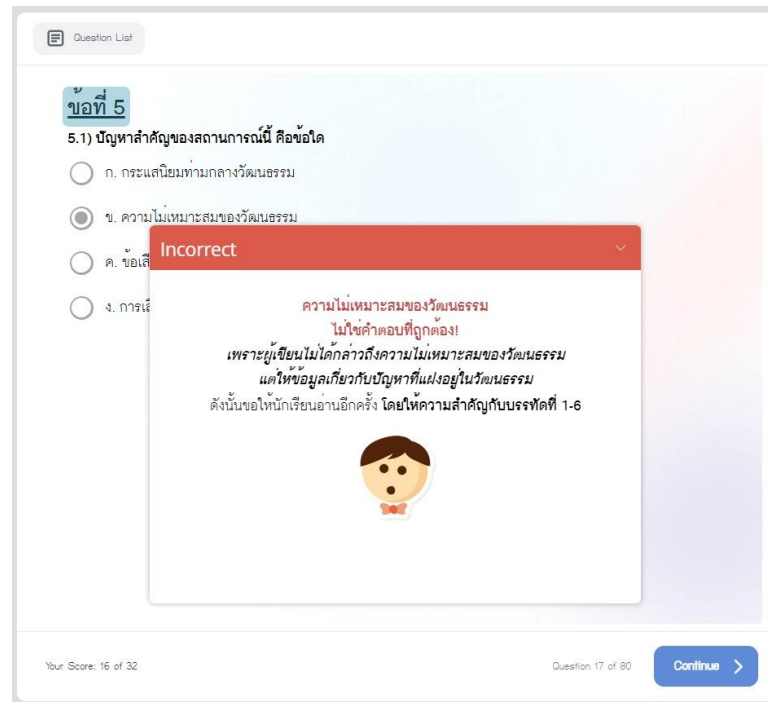 Question List
ข้อที่ 5
5.1) ปัญหาสำคัญของสถานการณ์นี้ คือข้อใด
ก. กระแสนิยมท่ามกลางวัฒนธรรม
ข. ความไม่เหมาะสมของวัฒนธรรม
ค. ข้อเสี
ง. การเ
Incorrect
ความไม่เหมาะสมของวัฒนธรรม
ไม่ใช่คำตอบที่ถูกต้อง!
เพราะผู้เขียนไม่ได้กล่าวถึงความไม่เหมาะสมของวัฒนธรรม
แต่ให้ข้อมูลเกี่ยวกับปัญหาที่แฝงอยู่ในวัฒนธรรม
ดังนั้นขอให้นักเรียนอ่านอีกครั้ง โดยให้ความสำคัญกับบรรทัดที่ 1-6
Your Score: 16 of 32
Question 17 of 80
Continue